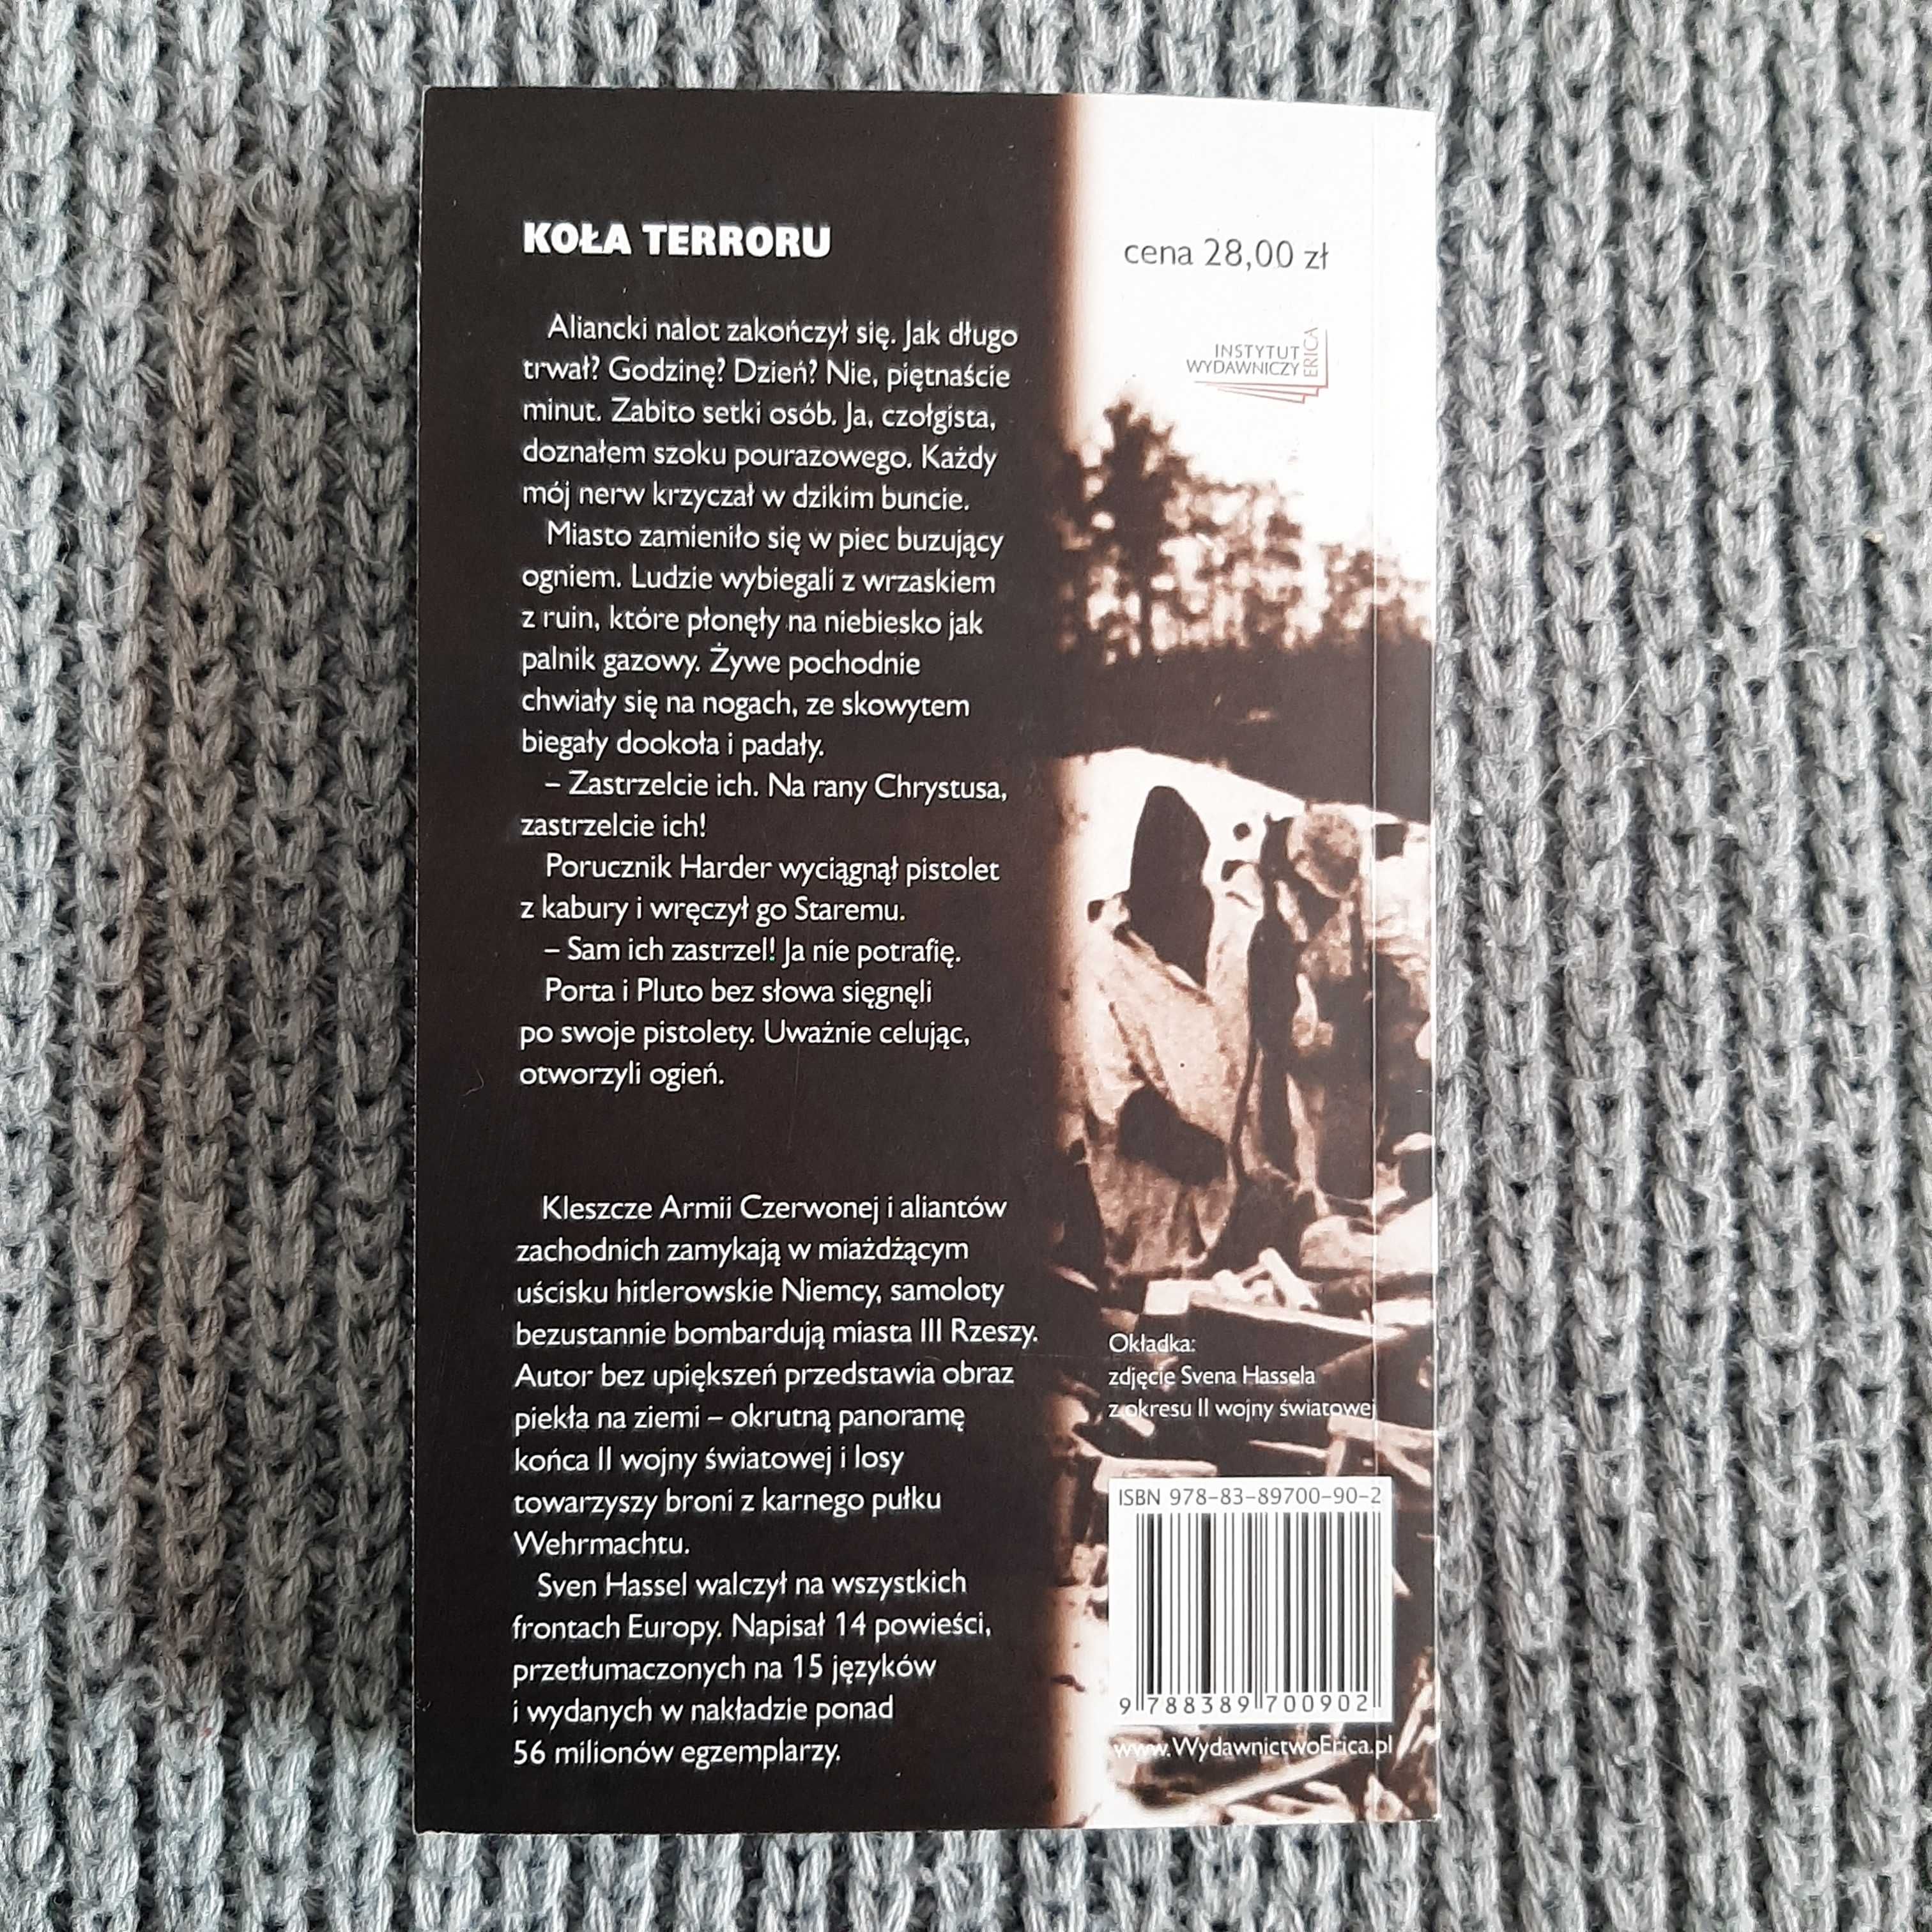 KOŁA TERRORU
Aliancki nalot zakończył się. Jak długo
trwał? Godzinę? Dzień? Nie, piętnaście
minut. Zabito setki osób. Ja, czołgista,
doznałem szoku pourazowego. Każdy
mój nerw krzyczał w dzikim buncie.
Miasto zamieniło się w piec buzujący
ogniem. Ludzie wybiegali z wrzaskiem
z ruin, które płonęły na niebiesko jak
palnik gazowy. Żywe pochodnie
chwiały się na nogach, ze skowytem
biegały dookoła i padały.
– Zastrzelcie ich. Na rany Chrystusa,
zastrzelcie ich!
Porucznik Harder wyciągnął pistolet
z kabury i wręczył go Staremu.
– Sam ich zastrzel! Ja nie potrafię.
Porta i Pluto bez słowa sięgnęli
po swoje pistolety. Uważnie celując,
otworzyli ogień.
Kleszcze Armii Czerwonej i aliantów
zachodnich zamykają w miażdżącym
uścisku hitlerowskie Niemcy, samoloty
bezustannie bombardują miasta III Rzeszy.
Autor bez upiększeń przedstawia obraz
piekła na ziemi – okrutną panoramę
końca II wojny światowej i losy
towarzyszy broni z karnego pułku
Wehrmachtu.
Sven Hassel walczył na wszystkich
frontach Europy. Napisał 14 powieści,
przetłumaczonych na 15 języków
i wydanych w nakładzie ponad
56 milionów egzemplarzy.
cena 28,00 zł
INSTYTUT
WYDAWNICZY
ERICA
Okładka:
zdjęcie Svena Hassela
z okresu II wojny światowej
ISBN 978-83-89700-90-2
9 788389 700902
www.WydawnictwoErica.pl